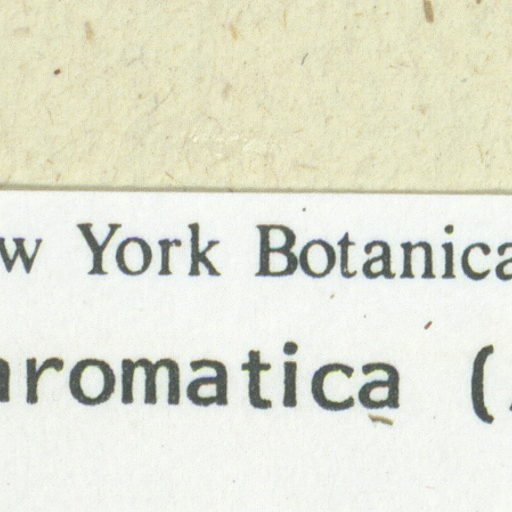 w York Botanica
aromatica (